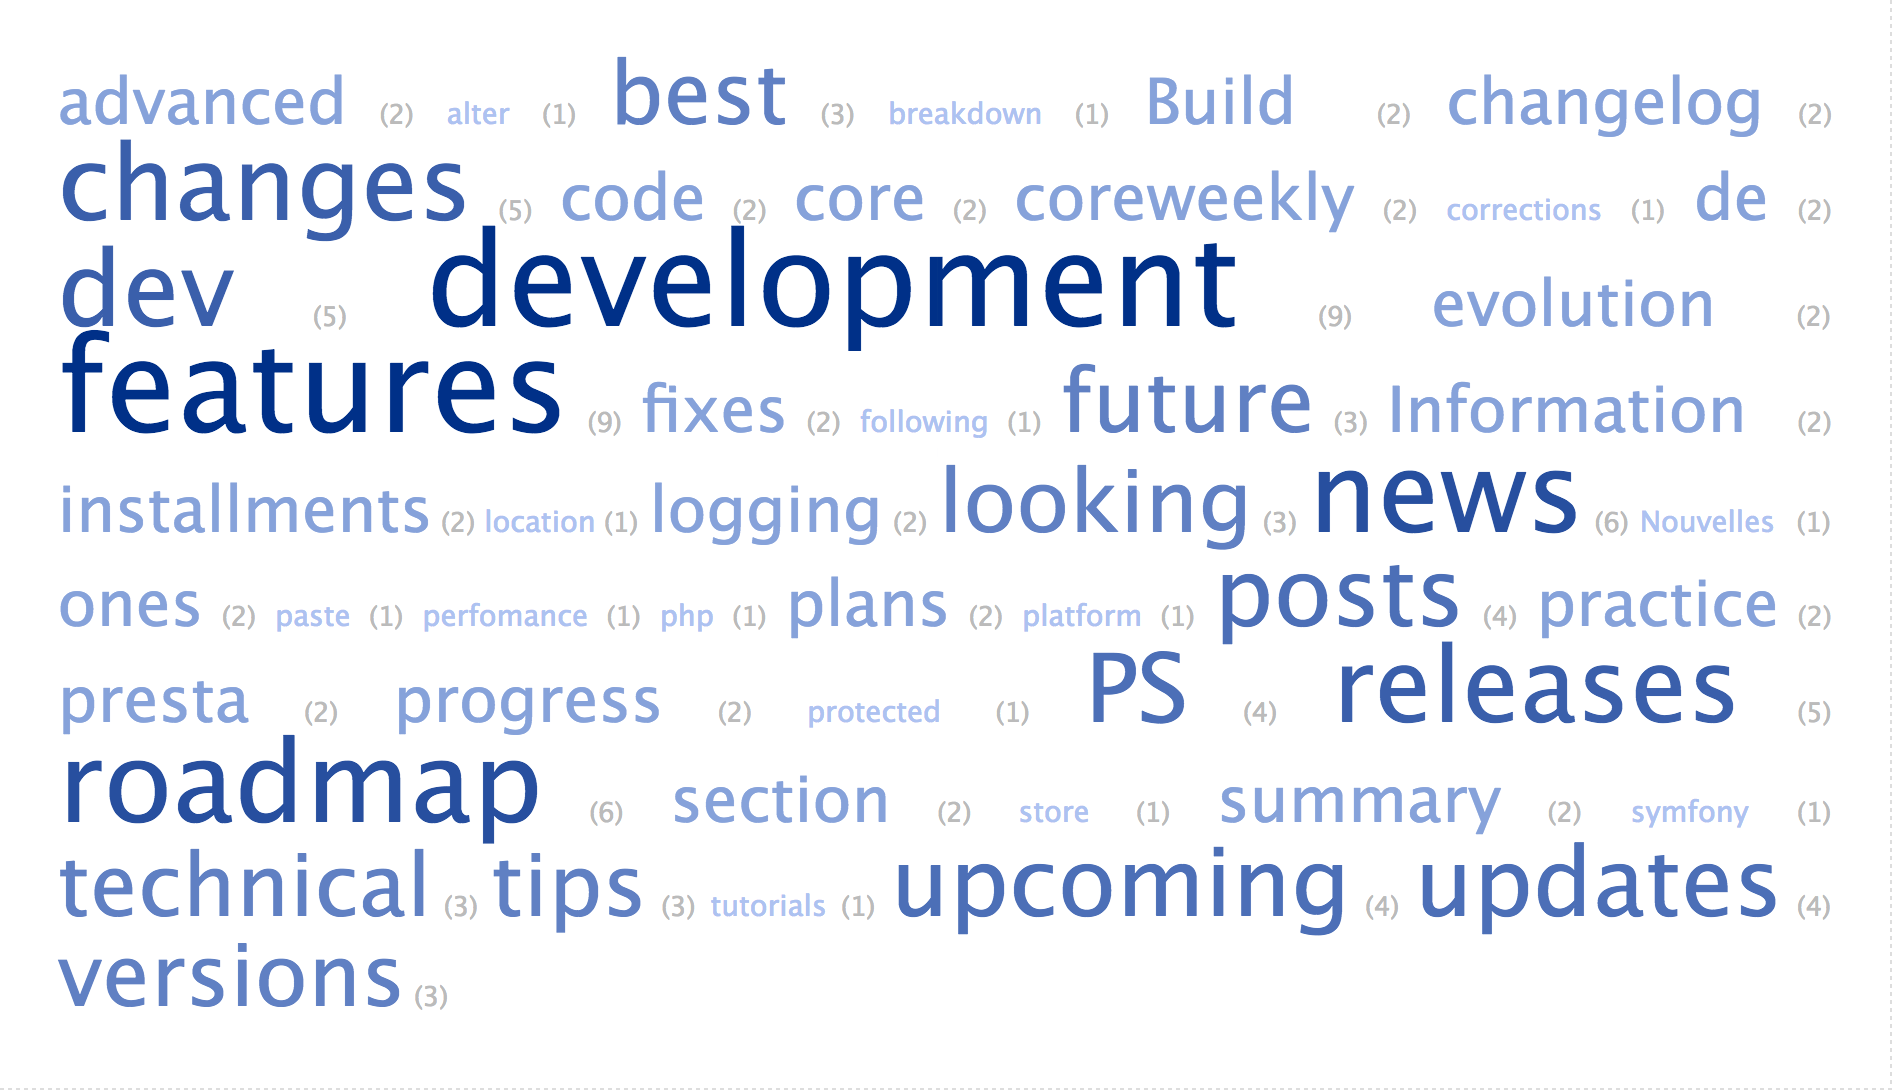 advanced (2) alter (1) best (3) breakdown (1) Build (2) changelog (2)
changes (5) code (2) core (2) coreweekly (2) corrections (1) de (2)
dev (5) development (9) evolution (2)
features (9) fixes (2) following (1) future (3) Information (2)
installments (2) location (1) logging (2) looking (3) news (6) Nouvelles (1)
ones (2) paste (1) perfomance (1) php (1) plans (2) platform (1) posts (4) practice (2)
presta (2) progress (2) protected (1) PS (4) releases (5)
roadmap (6) section (2) store (1) summary (2) symfony (1)
technical (3) tips (3) tutorials (1) upcoming (4) updates (4)
versions (3)